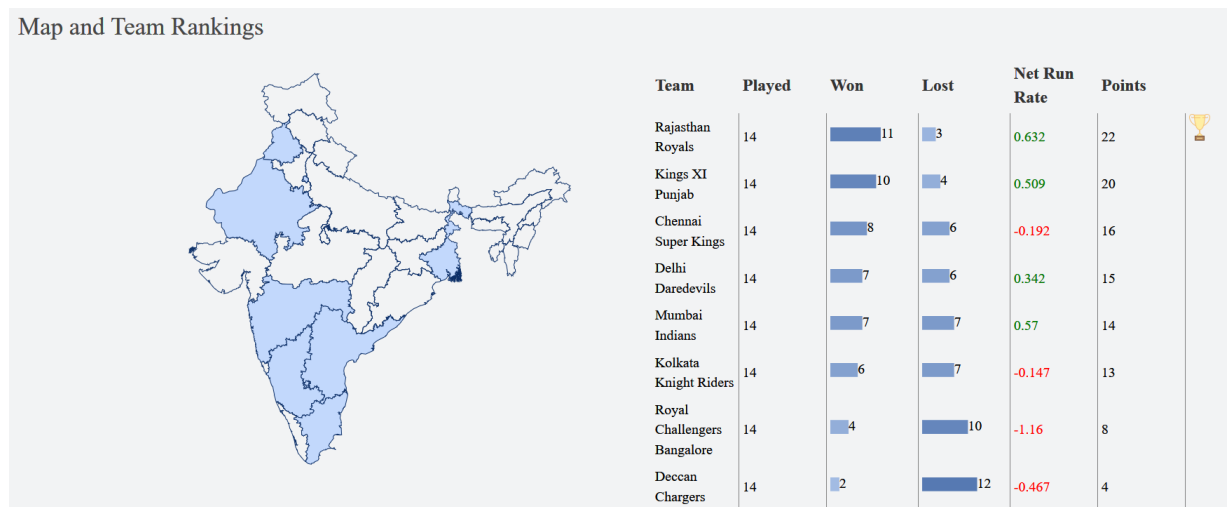 Map and Team Rankings
Team Played Won Lost Net Run Rate Points
Rajasthan Royals 14 11 3 0.632 22
Kings XI Punjab 14 10 4 0.509 20
Chennai Super Kings 14 8 6 -0.192 16
Delhi Daredevils 14 7 6 0.342 15
Mumbai Indians 14 7 7 0.57 14
Kolkata Knight Riders 14 6 7 -0.147 13
Royal Challengers Bangalore 14 4 10 -1.16 8
Deccan Chargers 14 2 12 -0.467 4